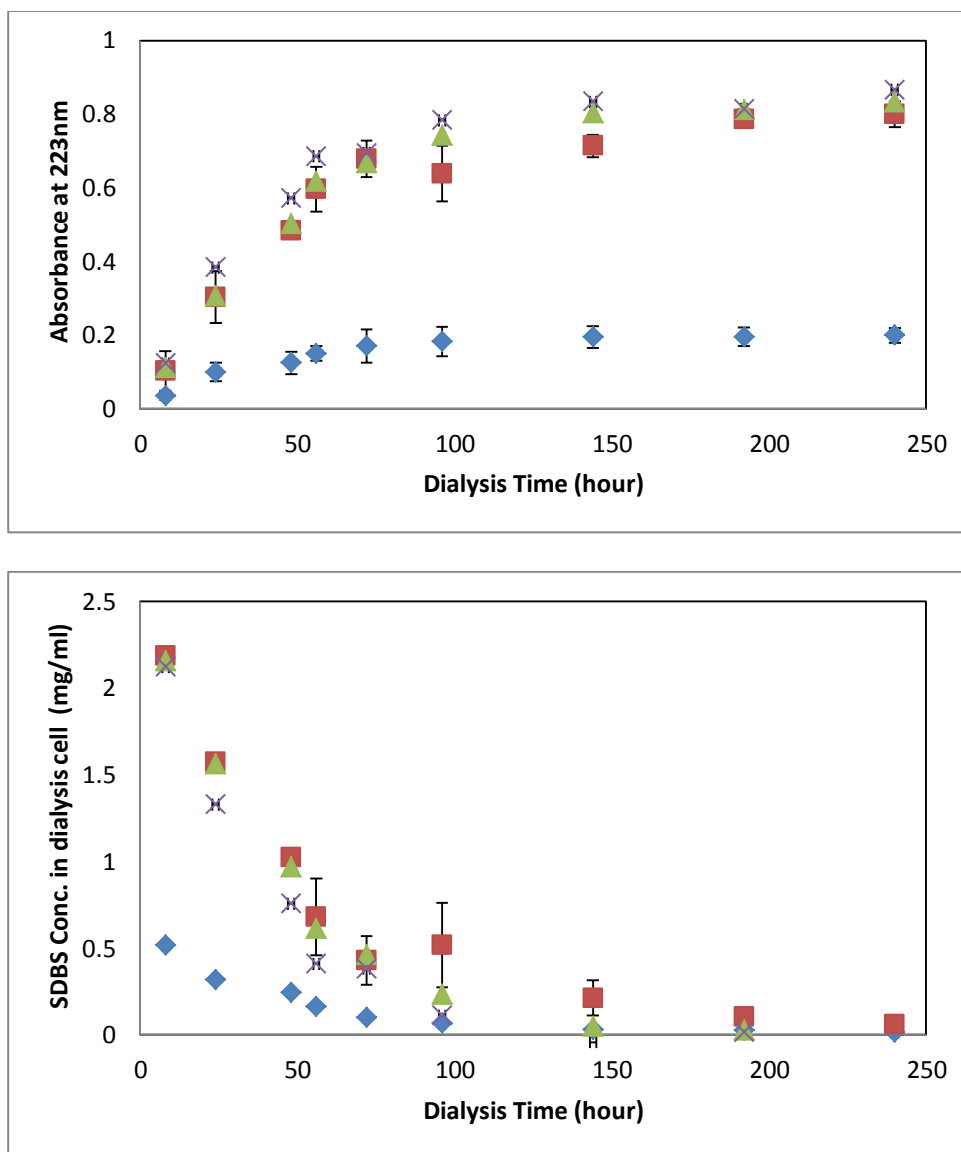 1
0.8
0.6
0.4
0.2
0
0 50 100 150 200 250
Absorbance at 223nm
Dialysis Time (hour)
2.5
2
1.5
1
0.5
0
0 50 100 150 200 250
SDBS Conc. in dialysis cell (mg/ml)
Dialysis Time (hour)